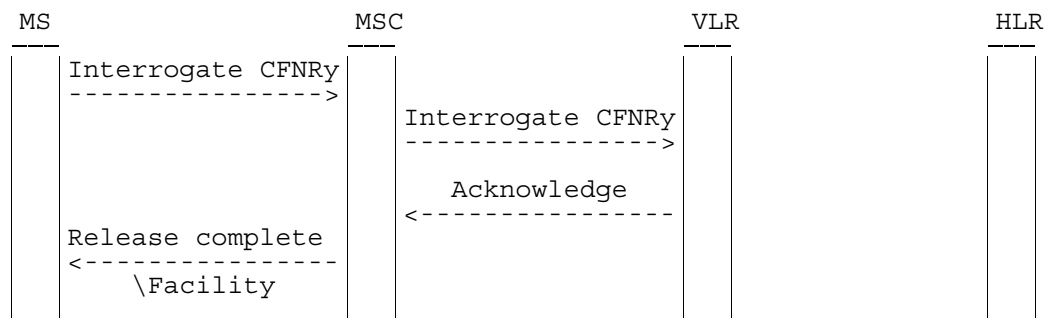 MS MSC VLR HLR
Interrogate CFNRy
---------------->
Interrogate CFNRy
---------------->
Acknowledge
<----------------
Release complete
<----------------
\Facility